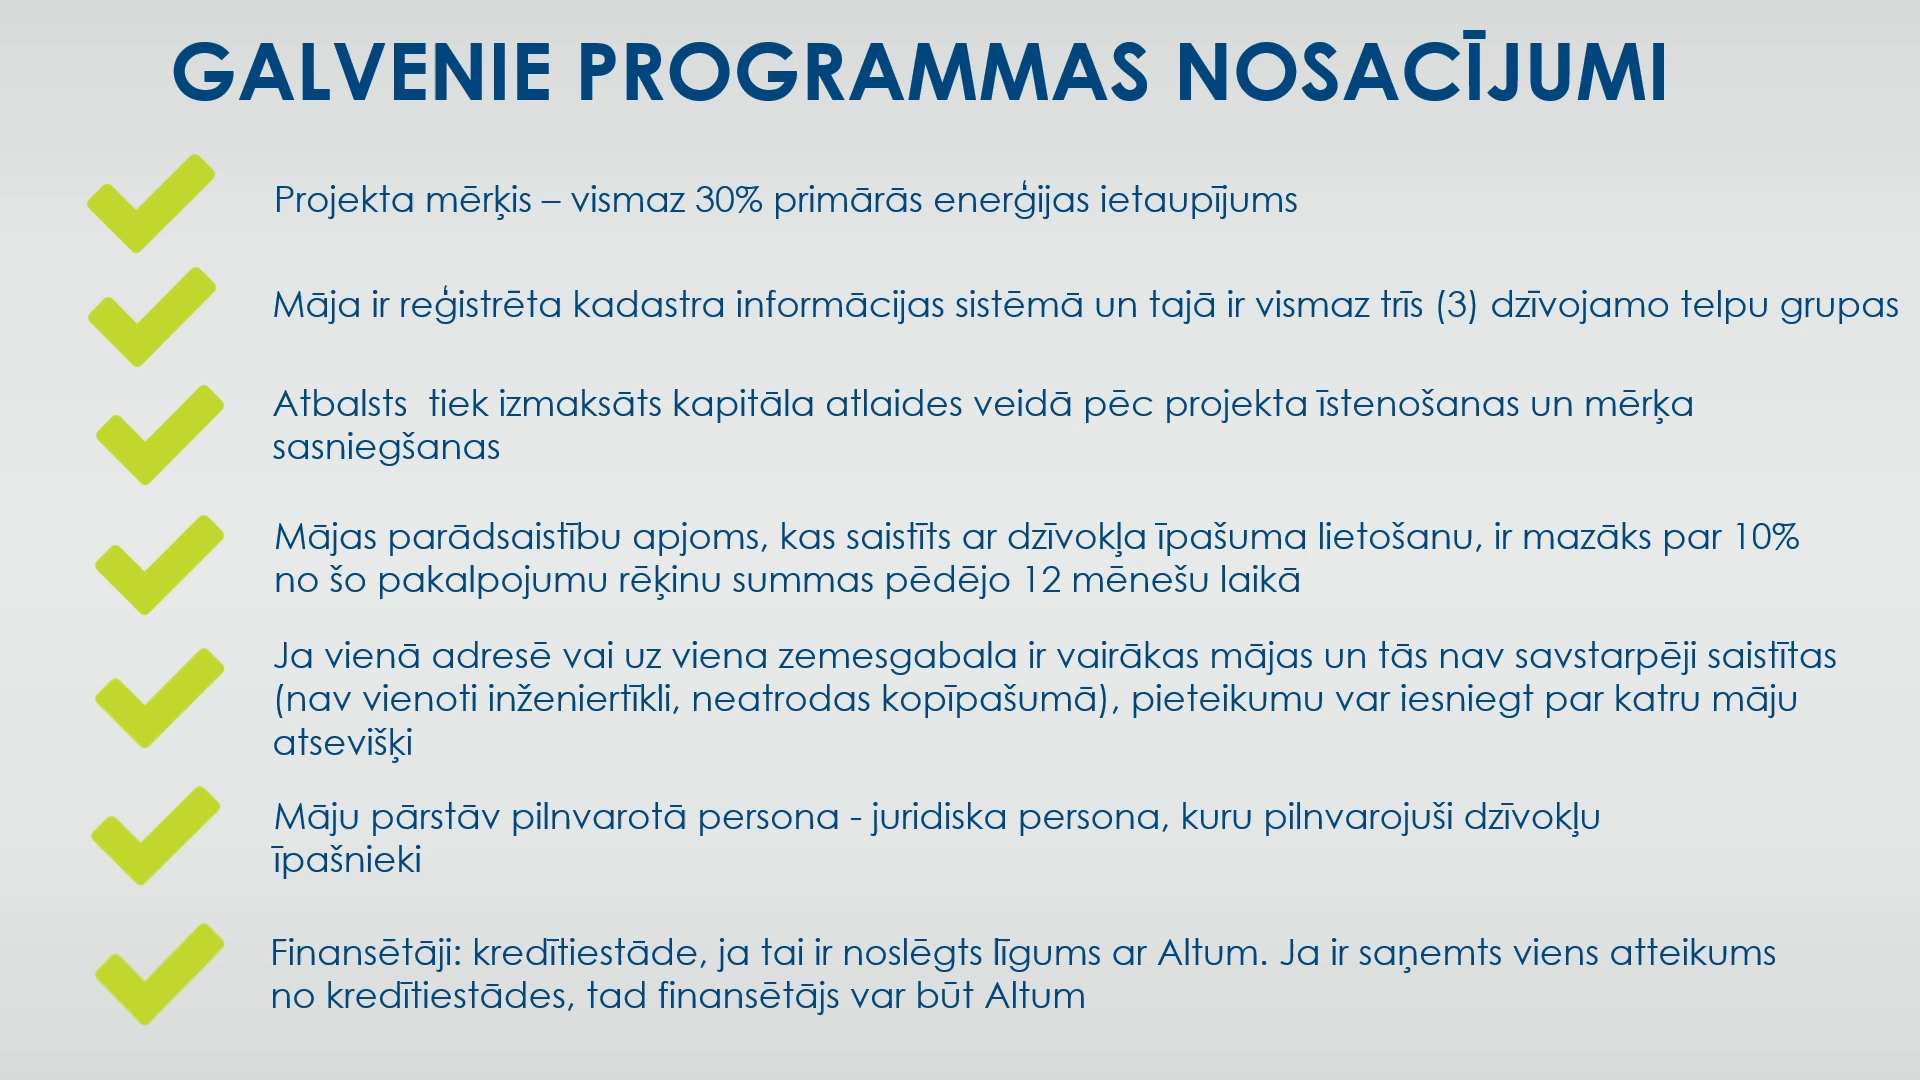 GALVENIE PROGRAMMAS NOSACĪJUMI
Projekta mērķis – vismaz 30% primārās enerģijas ietaupījums
Māja ir reģistrēta kadastra informācijas sistēmā un tajā ir vismaz trīs (3) dzīvojamo telpu grupas
Atbalsts  tiek izmaksāts kapitāla atlaides veidā pēc projekta īstenošanas un mērķa
sasniegšanas
Mājas parādsaistību apjoms, kas saistīts ar dzīvokļa īpašuma lietošanu, ir mazāks par 10%
no šo pakalpojumu rēķinu summas pēdējo 12 mēnešu laikā
Ja vienā adresē vai uz viena zemesgabala ir vairākas mājas un tās nav savstarpēji saistītas
(nav vienoti inženiertīkli, neatrodas kopīpašumā), pieteikumu var iesniegt par katru māju
atsevišķi
Māju pārstāv pilnvarotā persona - juridiska persona, kuru pilnvarojuši dzīvokļu
īpašnieki
Finansētāji: kredītiestāde, ja tai ir noslēgts līgums ar Altum. Ja ir saņemts viens atteikums
no kredītiestādes, tad finansētājs var būt Altum